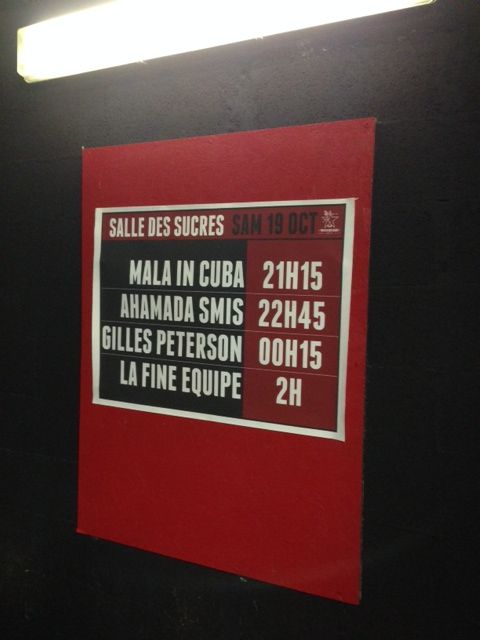 SALLE DES SUCRES SAM 19 OCT
MALA IN CUBA 21H15
AHAMADA SMIS 22H45
GILLES PETERSON 00H15
LA FINE EQUIPE 2H